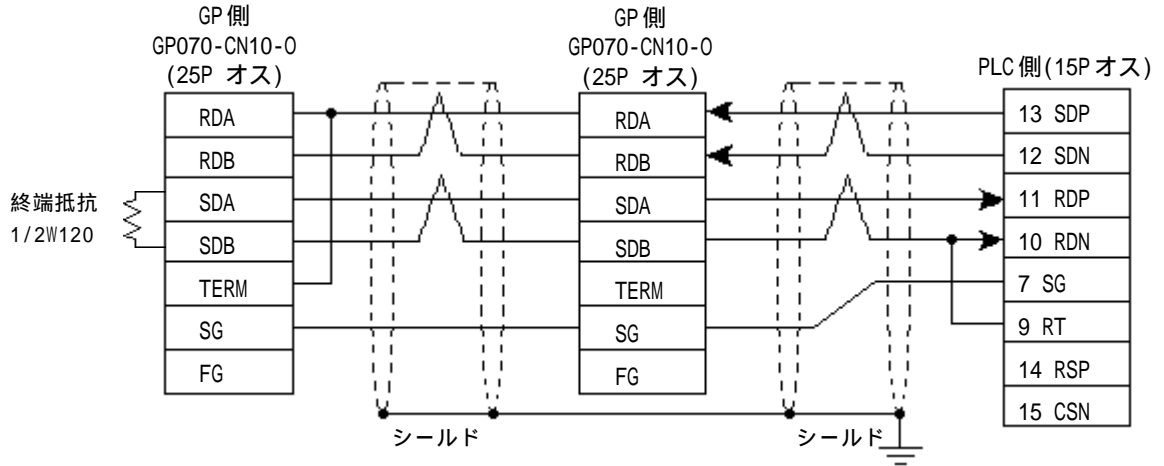 GP側
GP070-CN10-O
(25P オス)
RDA
RDB
SDA
SDB
TERM
SG
FG
終端抵抗
1/2W120
シールド
GP側
GP070-CN10-O
(25P オス)
RDA
RDB
SDA
SDB
TERM
SG
FG
シールド
PLC側(15Pオス)
13 SDP
12 SDN
11 RDP
10 RDN
7 SG
9 RT
14 RSP
15 CSN